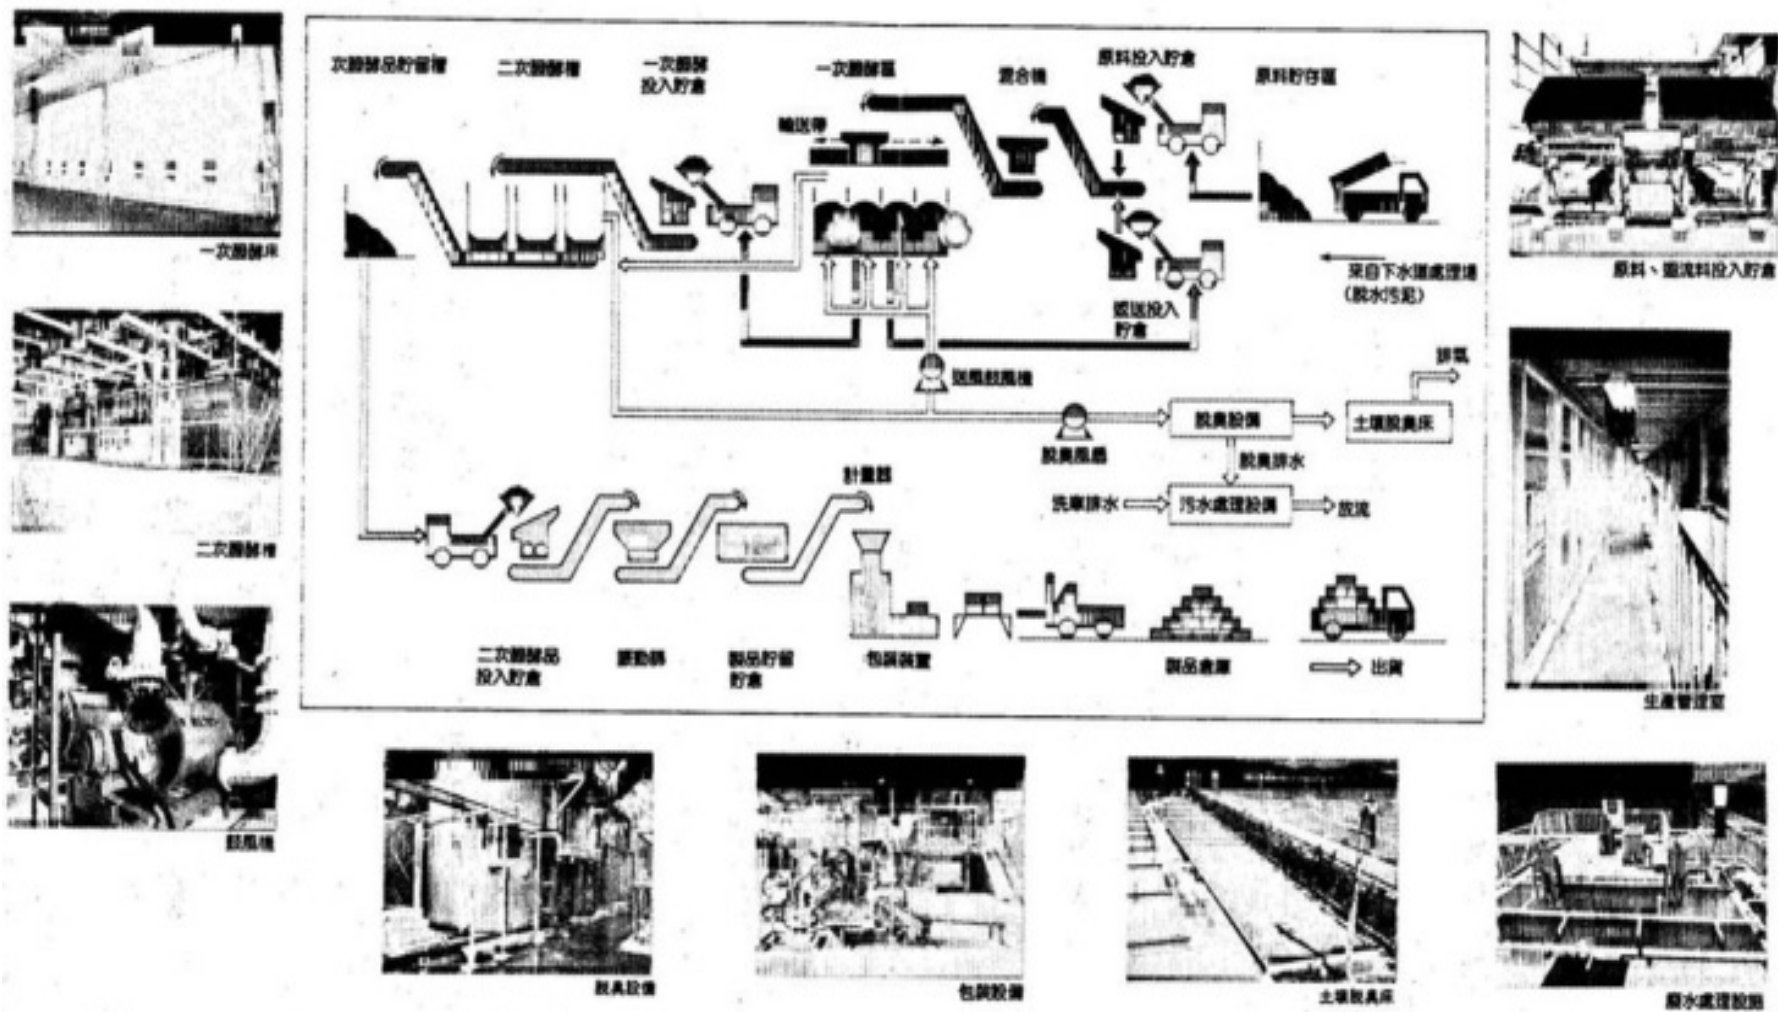 次醱酵品貯留槽
二次醱酵槽
一次醱酵
投入貯倉
一次醱酵區
混合機
原料投入貯倉
原料貯存區
輸送帶
返送投入
貯倉
來自下水道處理場
(脫水污泥)
送風鼓風機
排氣
脫臭設備
土壤脫臭床
脫臭風扇
脫臭排水
洗車排水
污水處理設備
放流
計量器
二次醱酵品
投入貯倉
振動篩
製品貯留
貯倉
包裝裝置
製品倉庫
出貨
一次醱酵床
二次醱酵槽
鼓風機
原料、返流料投入貯倉
生產管理室
脫臭設備
包裝設備
土壤脫臭床
廢水處理設施